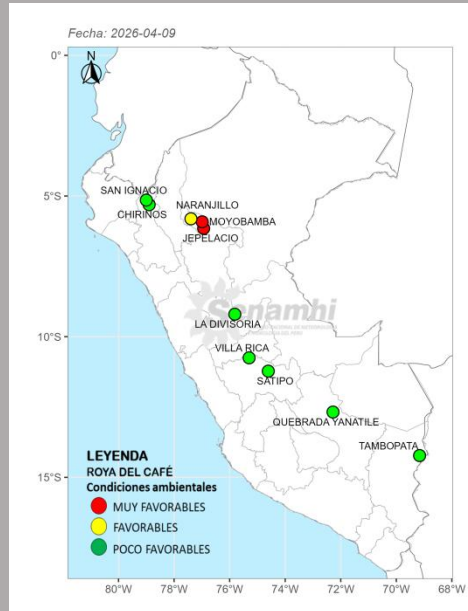 Fecha: 2026-04-09
N
0°
5°S
10°S
15°S
SAN IGNACIO
CHIRINOS
NARANJILLO
MOYOBAMBA
JEPELACIO
Senamhi
LA DIVISORIA
VILLA RICA
SATIPO
QUEBRADA YANATILE
TAMBOPATA
LEYENDA
ROYA DEL CAFÉ
Condiciones ambientales
MUY FAVORABLES
FAVORABLES
POCO FAVORABLES
80°W 78°W 76°W 74°W 72°W 70°W 68°W